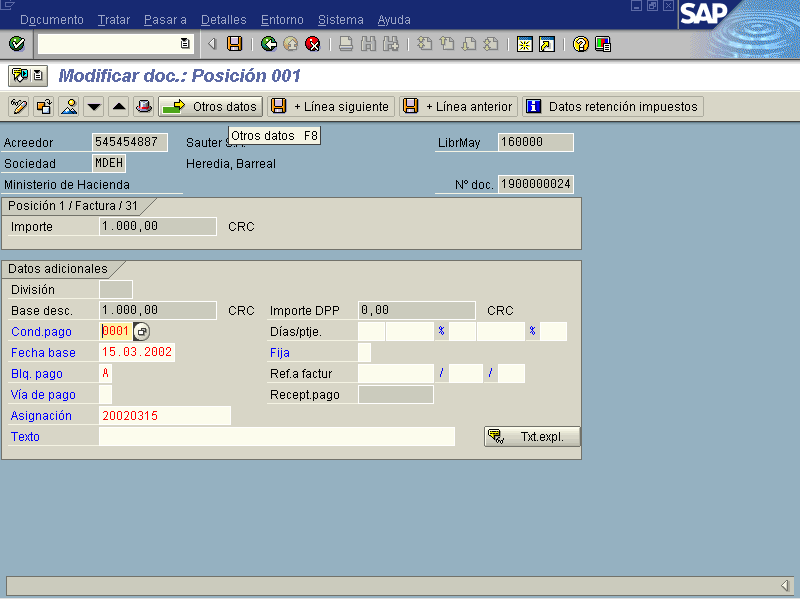 Documento Tratar Pasar a Detalles Entorno Sistema Ayuda
SAP
Modificar doc.: Posición 001
Otros datos + Línea siguiente + Línea anterior Datos retención impuestos
Otros datos F8
Acreedor 545454887 Sauter S.A. LibrMay 160000
Sociedad MDEH Heredia, Barreal
Ministerio de Hacienda Nº doc. 1900000024
Posición 1 / Factura / 31
Importe 1.000,00 CRC
Datos adicionales
División
Base desc. 1.000,00 CRC Importe DPP 0,00 CRC
Cond.pago 0001 Días/ptje. % %
Fecha base 15.03.2002 Fija
Blq. pago A Ref.a factur / /
Vía de pago Recept.pago
Asignación 20020315
Texto Txt.expl.